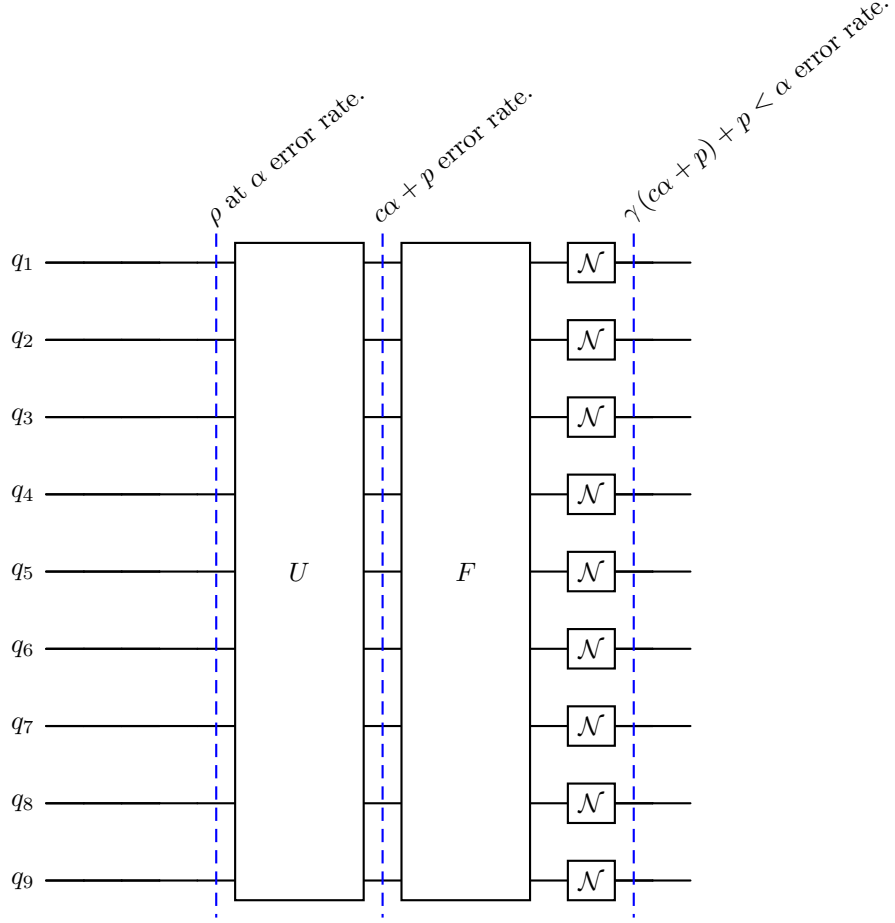 ρ at α error rate.
cα + p error rate.
γ (cα + p) + p < α error rate.
q₁ 𝒩
q₂ 𝒩
q₃ 𝒩
q₄ 𝒩
q₅ U F 𝒩
q₆ 𝒩
q₇ 𝒩
q₈ 𝒩
q₉ 𝒩